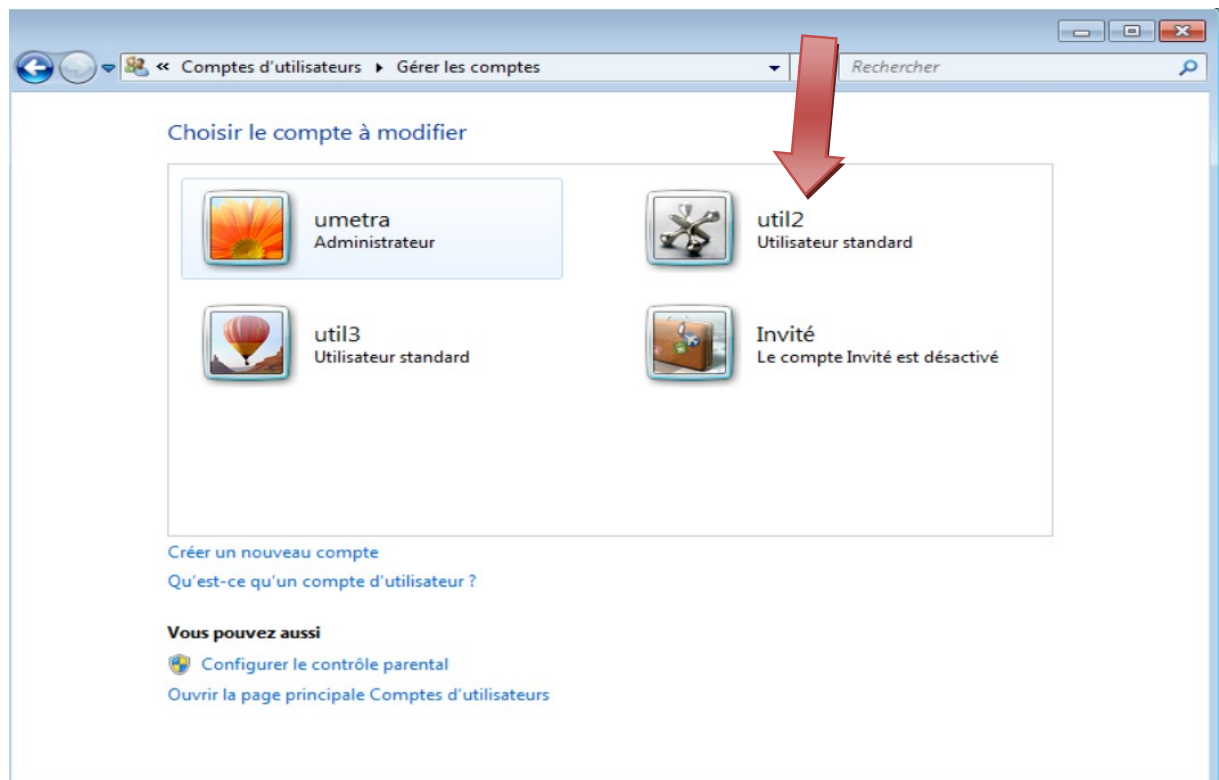 « Comptes d'utilisateurs ▸ Gérer les comptes
Rechercher
Choisir le compte à modifier
umetra
Administrateur
util2
Utilisateur standard
util3
Utilisateur standard
Invité
Le compte Invité est désactivé
Créer un nouveau compte
Qu'est-ce qu'un compte d'utilisateur ?
Vous pouvez aussi
Configurer le contrôle parental
Ouvrir la page principale Comptes d'utilisateurs